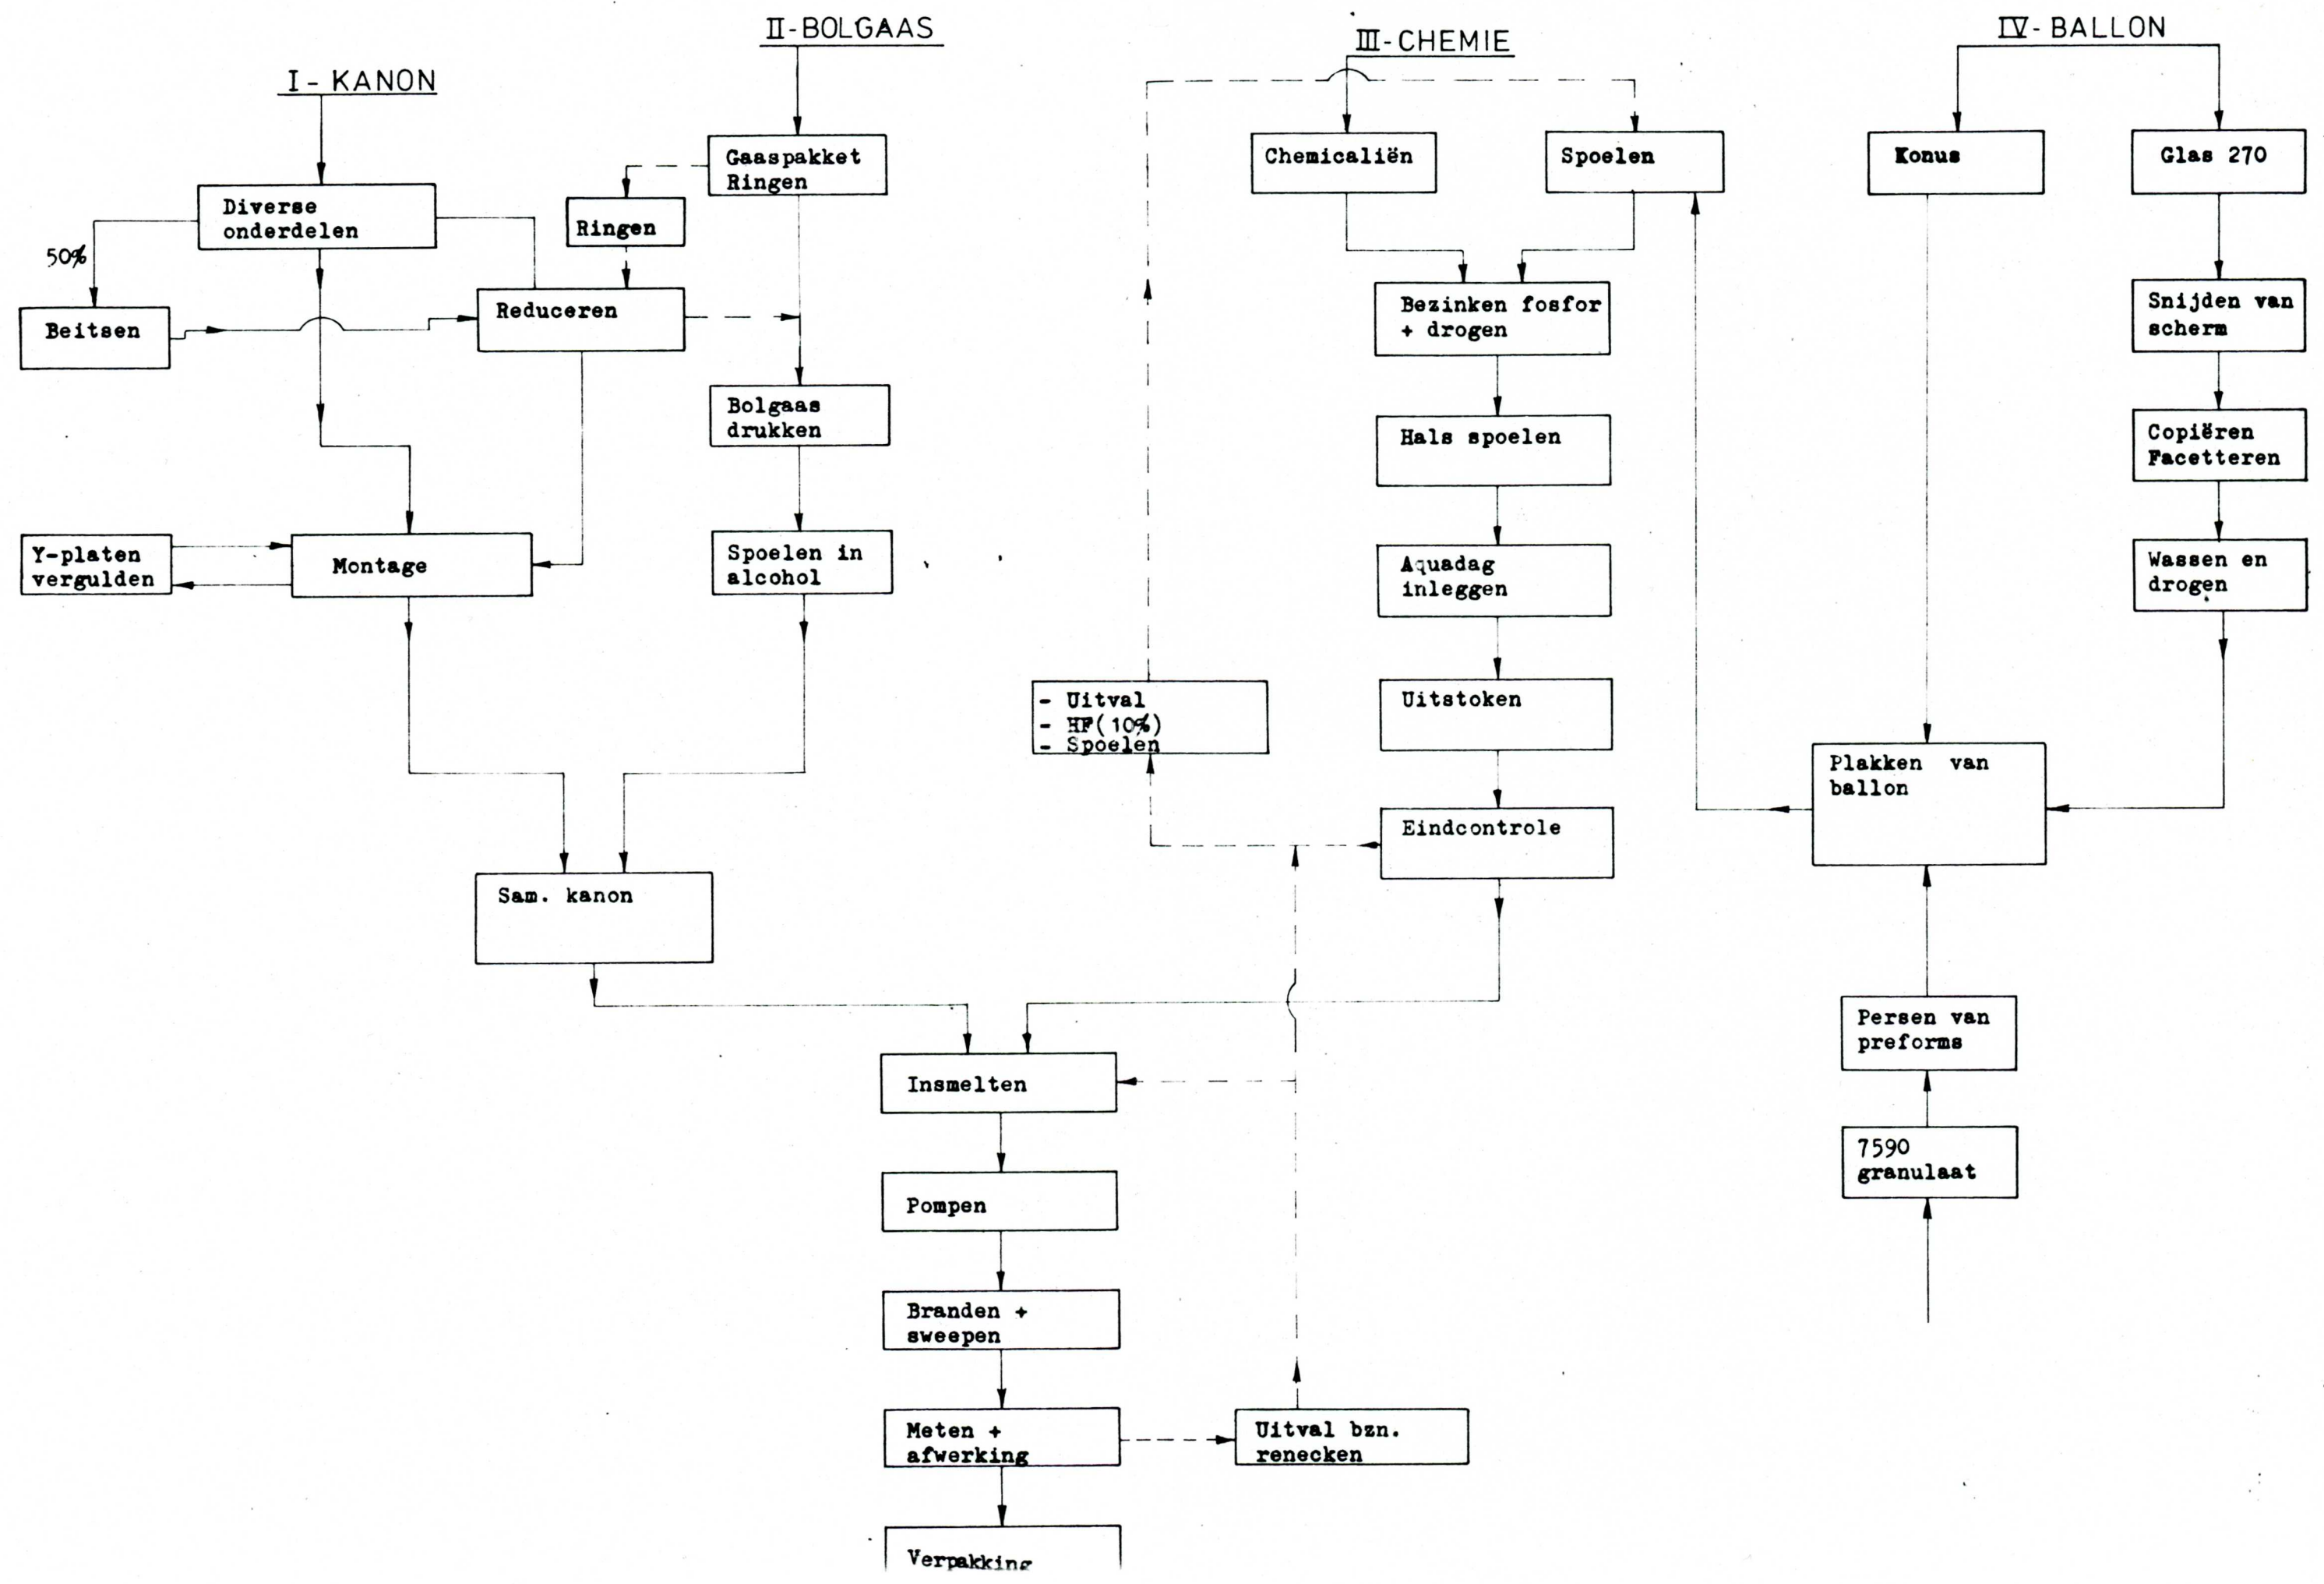 I - KANON
Diverse
onderdelen
50%
Beitsen
Reduceren
Y-platen
vergulden
Montage
II - BOLGAAS
Gaaspakket
Ringen
Ringen
Bolgaas
drukken
Spoelen in
alcohol
Sam. kanon
III - CHEMIE
Chemicaliën
Spoelen
Bezinken fosfor
+ drogen
Hals spoelen
Aquadag
inleggen
Uitstoken
Eindcontrole
- Uitval
- HF(10%)
- Spoelen
IV - BALLON
Konus
Glas 270
Snijden van
scherm
Copiëren
Facetteren
Wassen en
drogen
Plakken van
ballon
Persen van
preforms
7590
granulaat
Insmelten
Pompen
Branden +
sweepen
Meten +
afwerking
Uitval bzn.
renecken
Verpakking